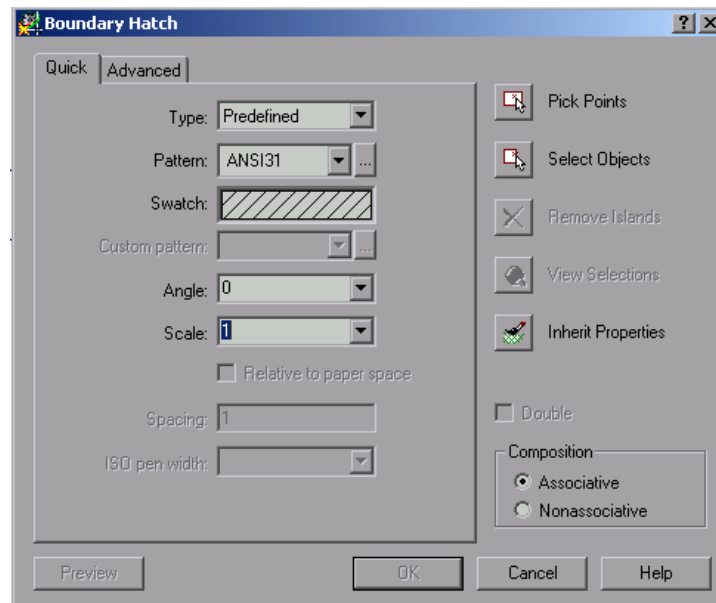 Boundary Hatch
Quick
Advanced
Type: Predefined
Pattern: ANSI31 ...
Swatch:
Custom pattern: ...
Angle: 0
Scale: 1
Relative to paper space
Spacing: 1
ISO pen width:
Pick Points
Select Objects
Remove Islands
View Selections
Inherit Properties
Double
Composition
Associative
Nonassociative
Preview
OK
Cancel
Help